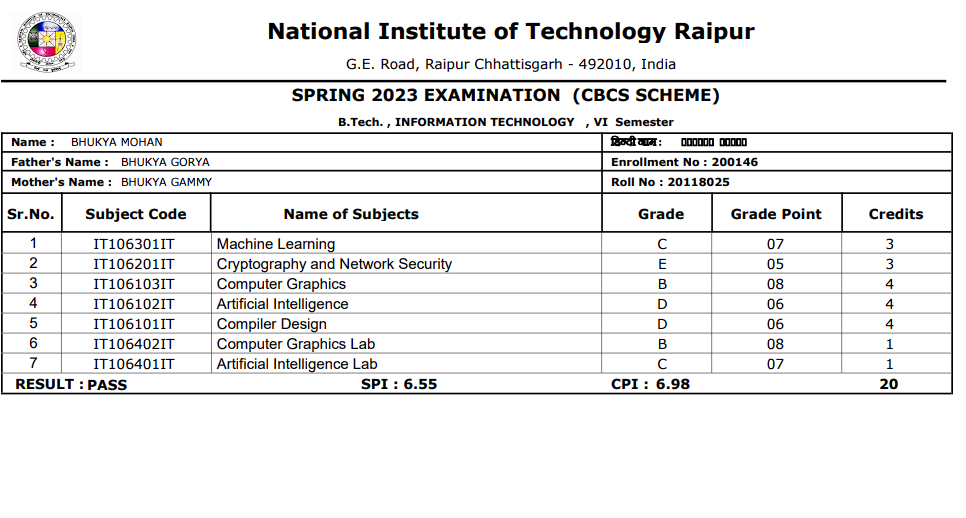 National Institute of Technology Raipur
G.E. Road, Raipur Chhattisgarh - 492010, India
SPRING 2023 EXAMINATION (CBCS SCHEME)
B.Tech. , INFORMATION TECHNOLOGY , VI Semester
Name : BHUKYA MOHAN हिन्दी नाम :
Father's Name : BHUKYA GORYA Enrollment No : 200146
Mother's Name : BHUKYA GAMMY Roll No : 20118025
Sr.No. Subject Code Name of Subjects Grade Grade Point Credits
1 IT106301IT Machine Learning C 07 3
2 IT106201IT Cryptography and Network Security E 05 3
3 IT106103IT Computer Graphics B 08 4
4 IT106102IT Artificial Intelligence D 06 4
5 IT106101IT Compiler Design D 06 4
6 IT106402IT Computer Graphics Lab B 08 1
7 IT106401IT Artificial Intelligence Lab C 07 1
RESULT : PASS SPI : 6.55 CPI : 6.98 20